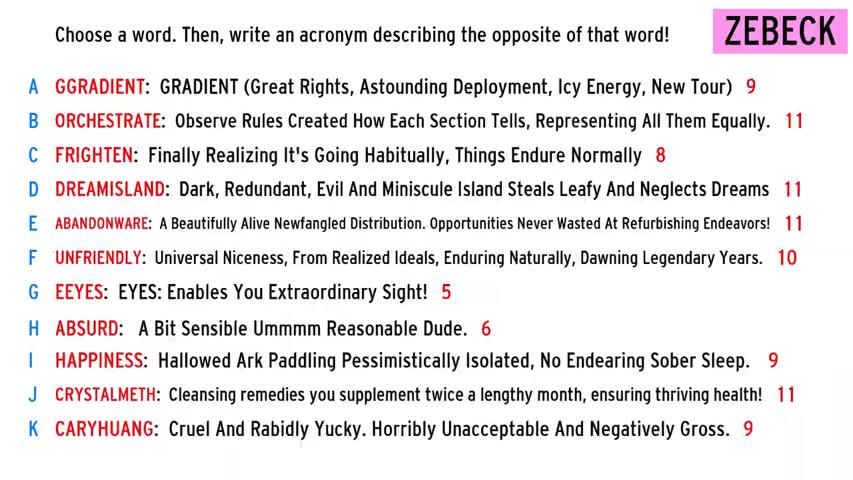 Choose a word. Then, write an acronym describing the opposite of that word! ZEBECK
A GGRADIENT: GRADIENT (Great Rights, Astounding Deployment, Icy Energy, New Tour) 9
B ORCHESTRATE: Observe Rules Created How Each Section Tells, Representing All Them Equally. 11
C FRIGHTEN: Finally Realizing It's Going Habitually, Things Endure Normally 8
D DREAMISLAND: Dark, Redundant, Evil And Miniscule Island Steals Leafy And Neglects Dreams 11
E ABANDONWARE: A Beautifully Alive Newfangled Distribution. Opportunities Never Wasted At Refurbishing Endeavors! 11
F UNFRIENDLY: Universal Niceness, From Realized Ideals, Enduring Naturally, Dawning Legendary Years. 10
G EEYES: EYES: Enables You Extraordinary Sight! 5
H ABSURD: A Bit Sensible Ummmm Reasonable Dude. 6
I HAPPINESS: Hallowed Ark Paddling Pessimistically Isolated, No Endearing Sober Sleep. 9
J CRYSTALMETH: Cleansing remedies you supplement twice a lengthy month, ensuring thriving health! 11
K CARYHUANG: Cruel And Rabidly Yucky. Horribly Unacceptable And Negatively Gross. 9